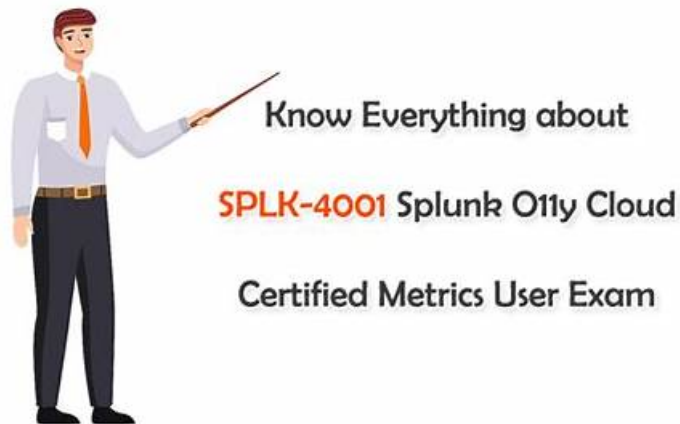 Know Everything about
SPLK-4001 Splunk O11y Cloud
Certified Metrics User Exam